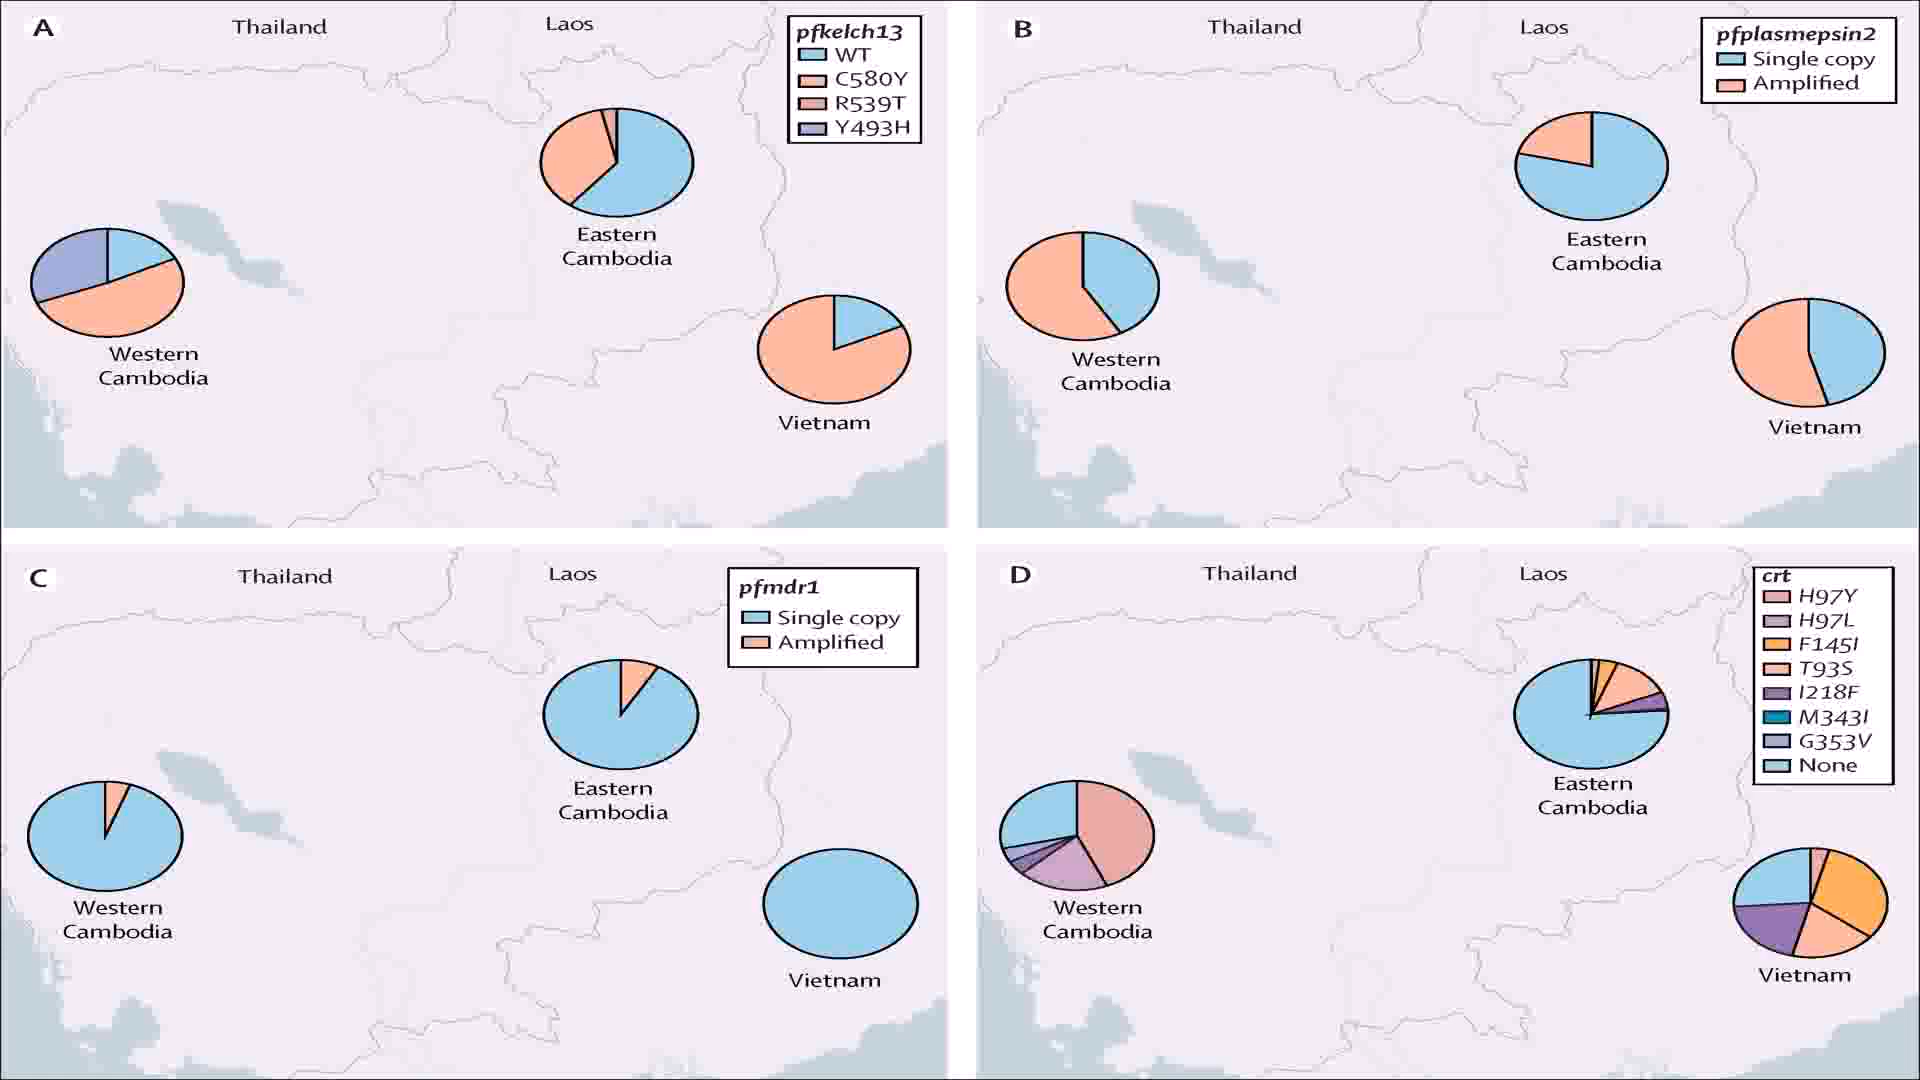 A
Thailand
Laos
pfkelch13
WT
C580Y
R539T
Y493H
Eastern
Cambodia
Western
Cambodia
Vietnam
B
Thailand
Laos
pfplasmepsin2
Single copy
Amplified
Eastern
Cambodia
Western
Cambodia
Vietnam
C
Thailand
Laos
pfmdr1
Single copy
Amplified
Eastern
Cambodia
Western
Cambodia
Vietnam
D
Thailand
Laos
crt
H97Y
H97L
F145I
T93S
I218F
M343I
G353V
None
Eastern
Cambodia
Western
Cambodia
Vietnam